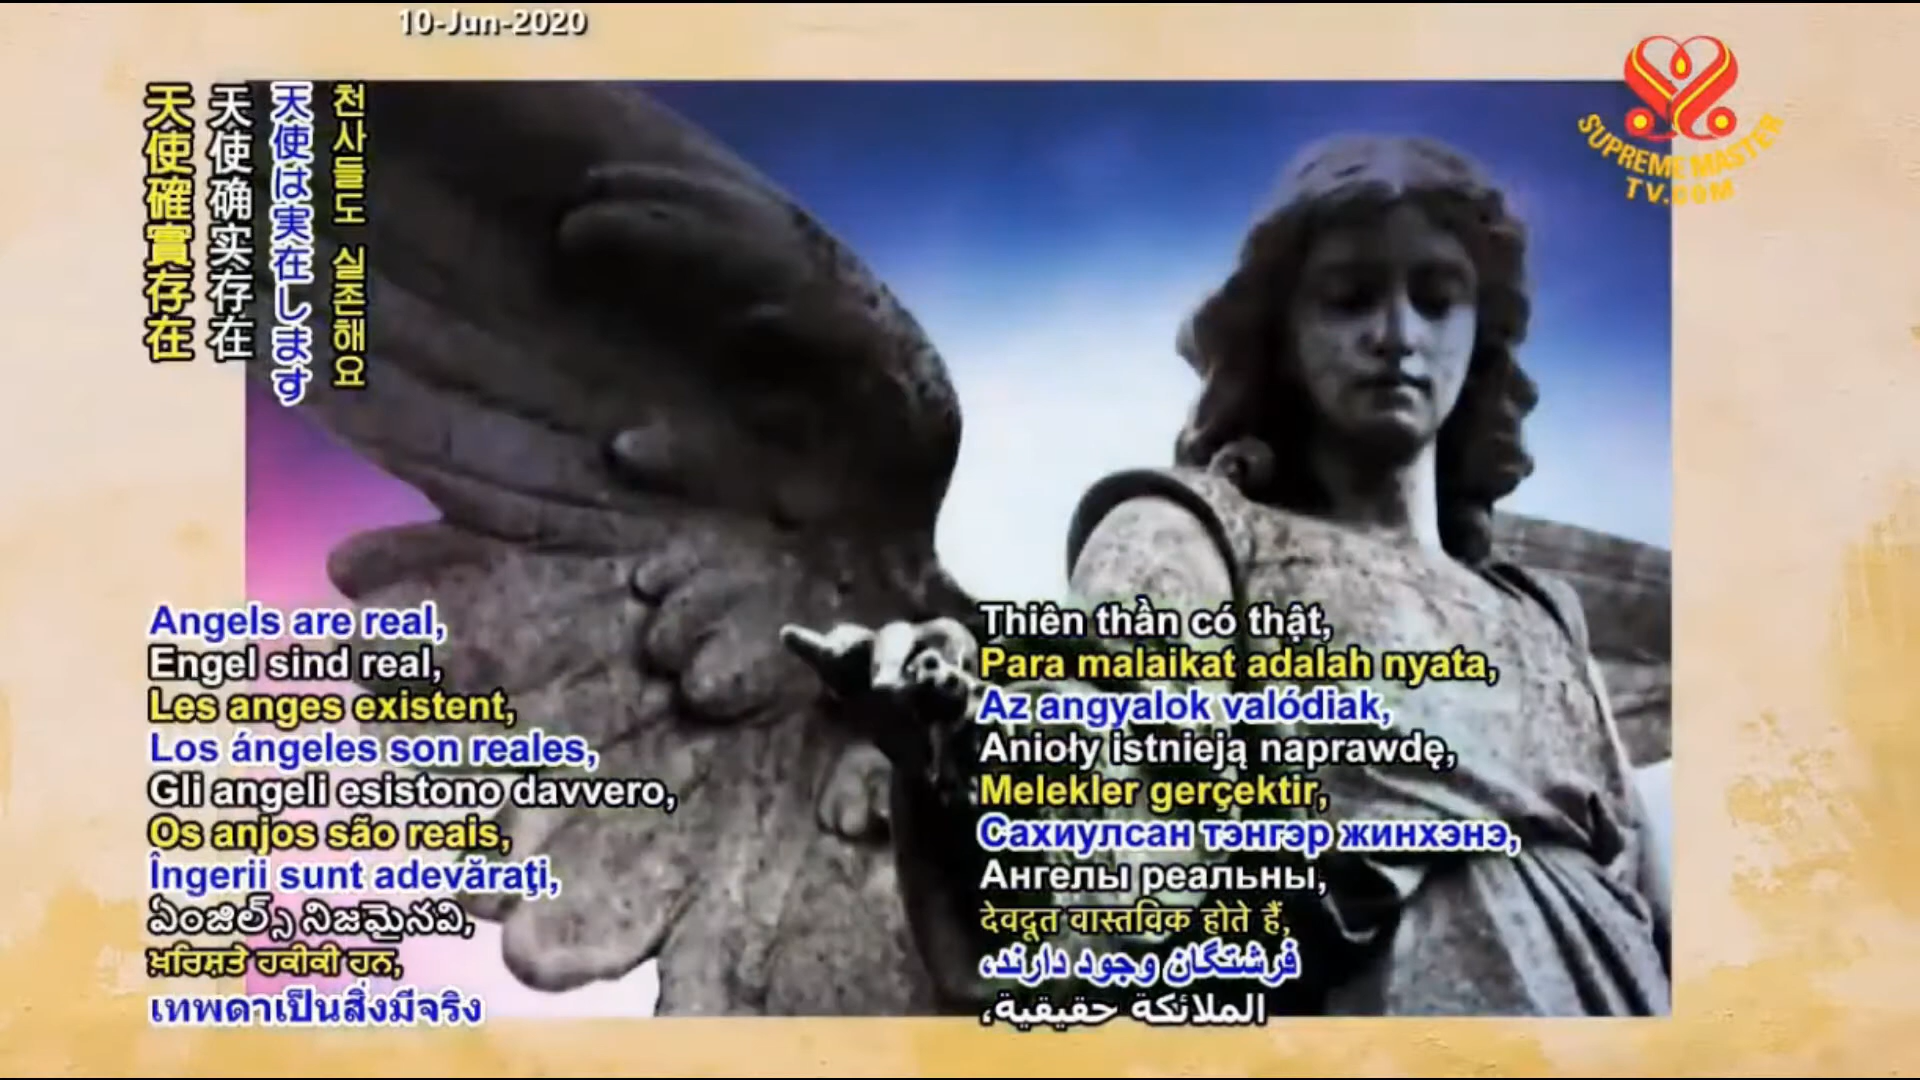 10-Jun-2020
SUPREME MASTER
TV.COM
천사들도 실존해요
天使は実在します
天使确实存在
天使確實存在
Angels are real,
Engel sind real,
Les anges existent,
Los ángeles son reales,
Gli angeli esistono davvero,
Os anjos são reais,
Îngerii sunt adevăraţi,
ఏంజిల్స్ నిజమైనవి,
ਖ਼ਰਿਸ਼ਤੇ ਹਕੀਕੀ ਹਨ,
เทพดาเป็นสิ่งมีจริง
Thiên thần có thật,
Para malaikat adalah nyata,
Az angyalok valódiak,
Anioły istnieją naprawdę,
Melekler gerçektir,
Сахиулсан тэнгэр жинхэнэ,
Ангелы реальны,
देवदूत वास्तविक होते हैं,
فرشتگان وجود دارند،
الملائكة حقيقية،